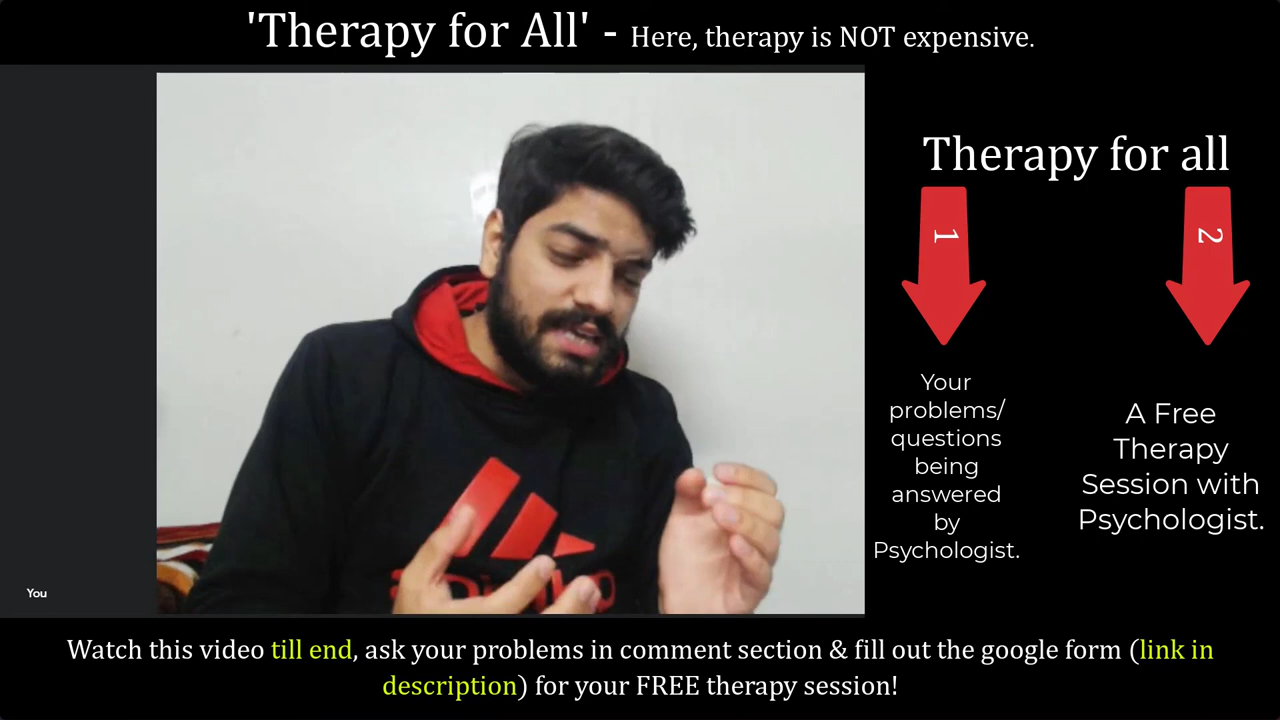 'Therapy for All' - Here, therapy is NOT expensive.
Therapy for all
1
2
Your
problems/
questions
being
answered
by
Psychologist.
A Free
Therapy
Session with
Psychologist.
You
Watch this video till end, ask your problems in comment section & fill out the google form (link in
description) for your FREE therapy session!